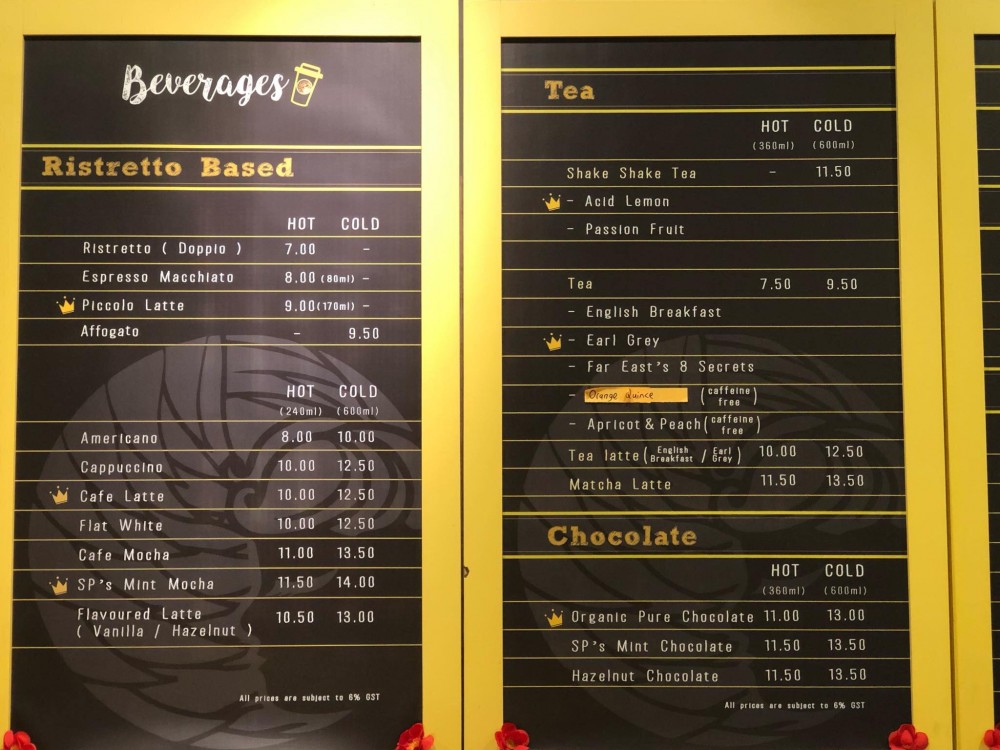 Beverages
Ristretto Based
HOT COLD
Ristretto ( Doppio ) 7.00 -
Espresso Macchiato 8.00 (80ml) -
Piccolo Latte 9.00 (170ml) -
Affogato - 9.50
HOT COLD
(240ml) (600ml)
Americano 8.00 10.00
Cappuccino 10.00 12.50
Cafe Latte 10.00 12.50
Flat White 10.00 12.50
Cafe Mocha 11.00 13.50
SP's Mint Mocha 11.50 14.00
Flavoured Latte 10.50 13.00
( Vanilla / Hazelnut )
All prices are subject to 6% GST
Tea
HOT COLD
(360ml) (600ml)
Shake Shake Tea - 11.50
- Acid Lemon
- Passion Fruit
Tea 7.50 9.50
- English Breakfast
- Earl Grey
- Far East's 8 Secrets
- Orange quince (caffeine free)
- Apricot & Peach (caffeine free)
Tea latte (English Breakfast / Earl Grey) 10.00 12.50
Matcha Latte 11.50 13.50
Chocolate
HOT COLD
(360ml) (600ml)
Organic Pure Chocolate 11.00 13.00
SP's Mint Chocolate 11.50 13.50
Hazelnut Chocolate 11.50 13.50
All prices are subject to 6% GST